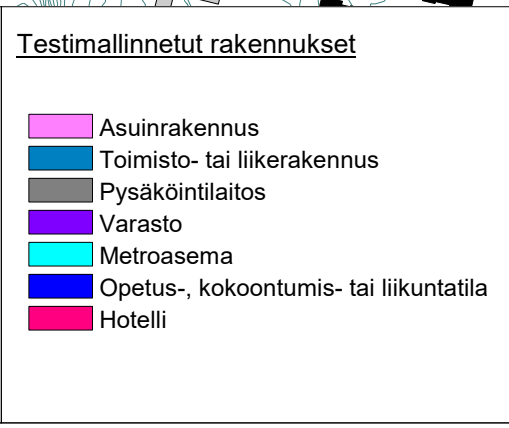 Testimallinnetut rakennukset
Asuinrakennus
Toimisto- tai liikerakennus
Pysäköintilaitos
Varasto
Metroasema
Opetus-, kokoontumis- tai liikuntatila
Hotelli